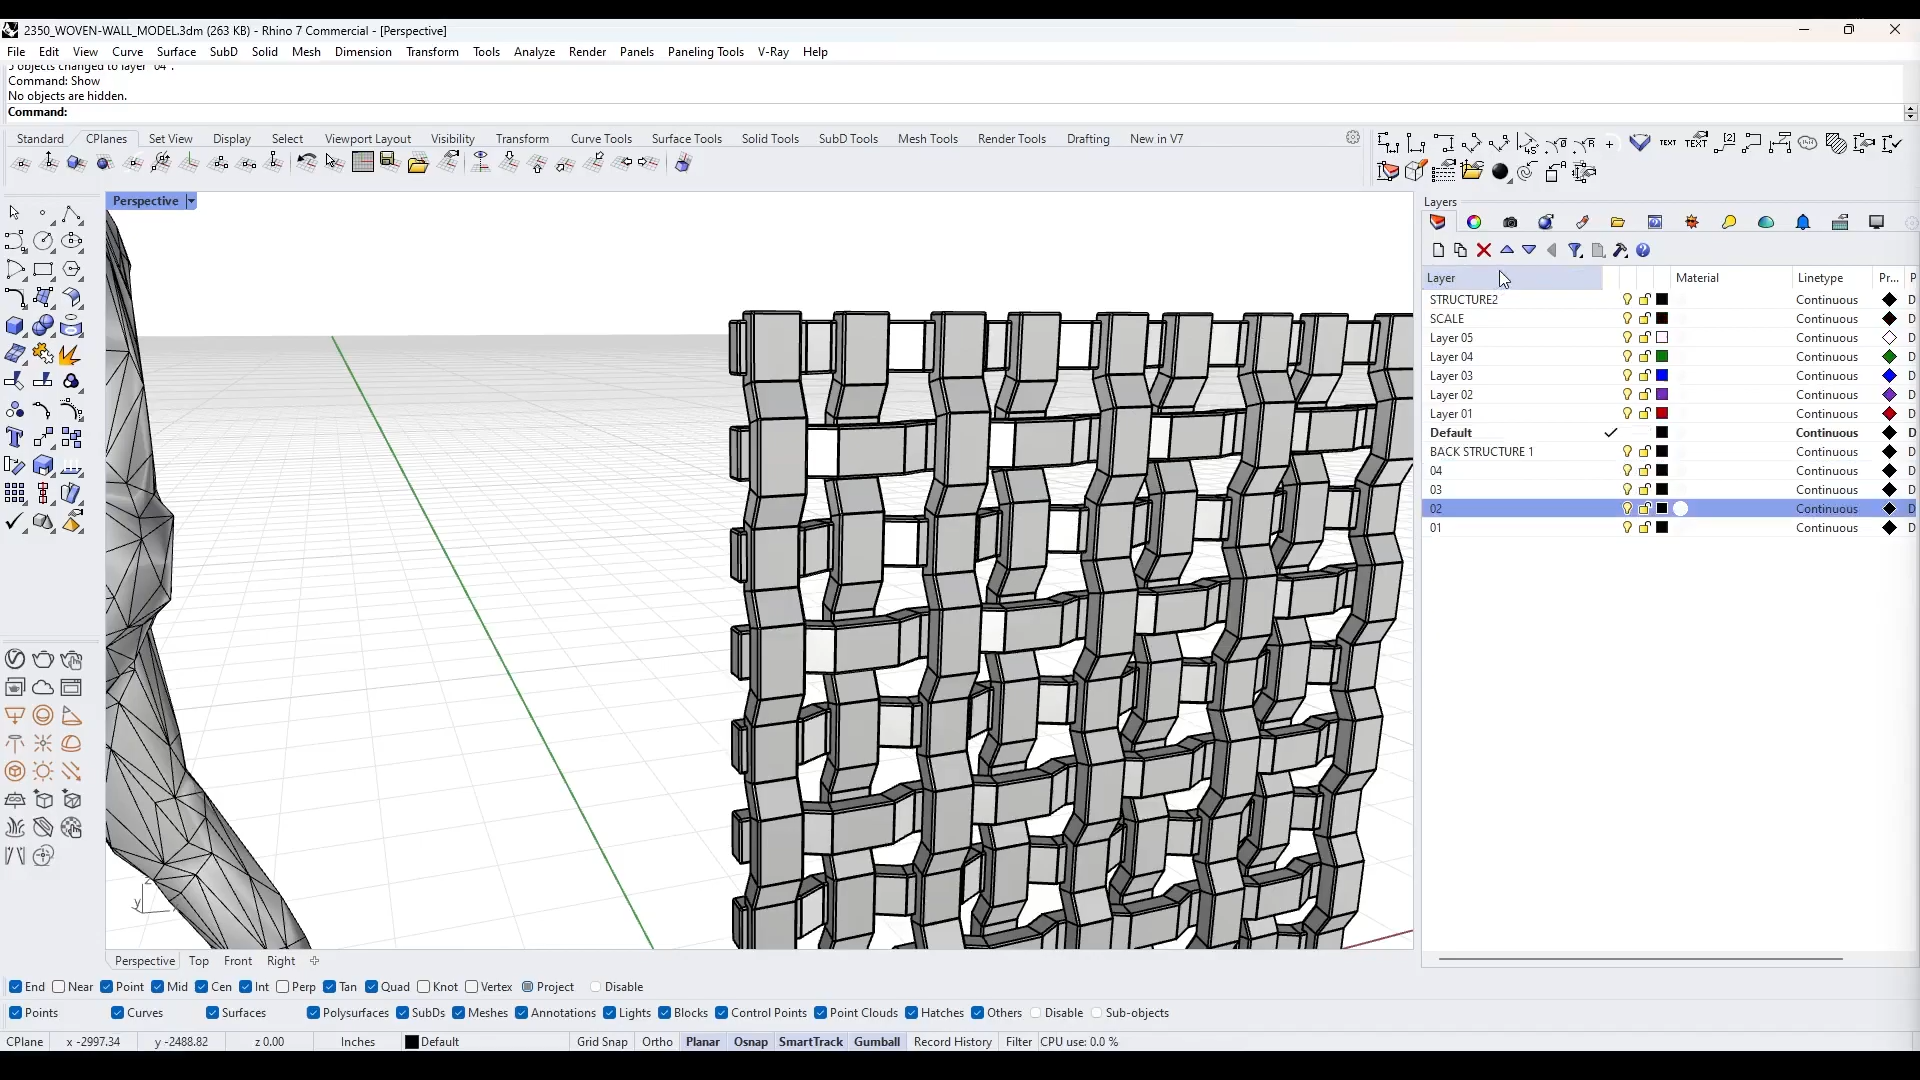 2350_WOVEN-WALL_MODEL.3dm (263 KB) - Rhino 7 Commercial - [Perspective]
File Edit View Curve Surface SubD Solid Mesh Dimension Transform Tools Analyze Render Panels Paneling Tools V-Ray Help
5 objects changed to layer "04".
Command: Show
No objects are hidden.
Command:
Standard CPlanes Set View Display Select Viewport Layout Visibility Transform Curve Tools Surface Tools Solid Tools SubD Tools Mesh Tools Render Tools Drafting New in V7
Perspective
Layers
Layer Material Linetype Pr... P
STRUCTURE2 Continuous D
SCALE Continuous D
Layer 05 Continuous D
Layer 04 Continuous D
Layer 03 Continuous D
Layer 02 Continuous D
Layer 01 Continuous D
Default Continuous D
BACK STRUCTURE 1 Continuous D
04 Continuous D
03 Continuous D
02 Continuous D
01 Continuous D
z
y
Perspective Top Front Right
End Near Point Mid Cen Int Perp Tan Quad Knot Vertex Project Disable
Points Curves Surfaces Polysurfaces SubDs Meshes Annotations Lights Blocks Control Points Point Clouds Hatches Others Disable Sub-objects
CPlane x -2997.34 y -2488.82 z 0.00 Inches Default Grid Snap Ortho Planar Osnap SmartTrack Gumball Record History Filter CPU use: 0.0 %